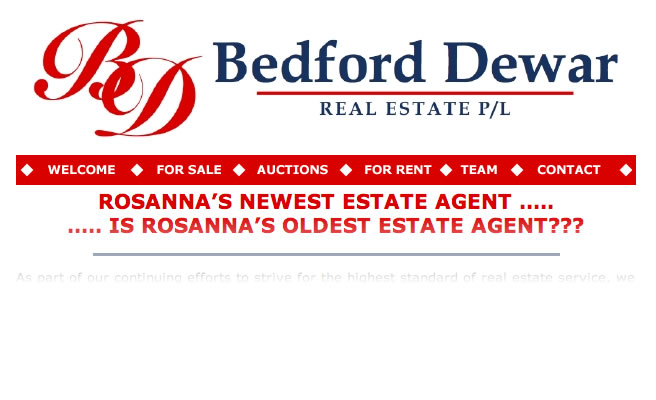 BD
Bedford Dewar
REAL ESTATE P/L
WELCOME FOR SALE AUCTIONS FOR RENT TEAM CONTACT
ROSANNA’S NEWEST ESTATE AGENT .....
..... IS ROSANNA’S OLDEST ESTATE AGENT???
As part of our continuing efforts to strive for the highest standard of real estate service, we